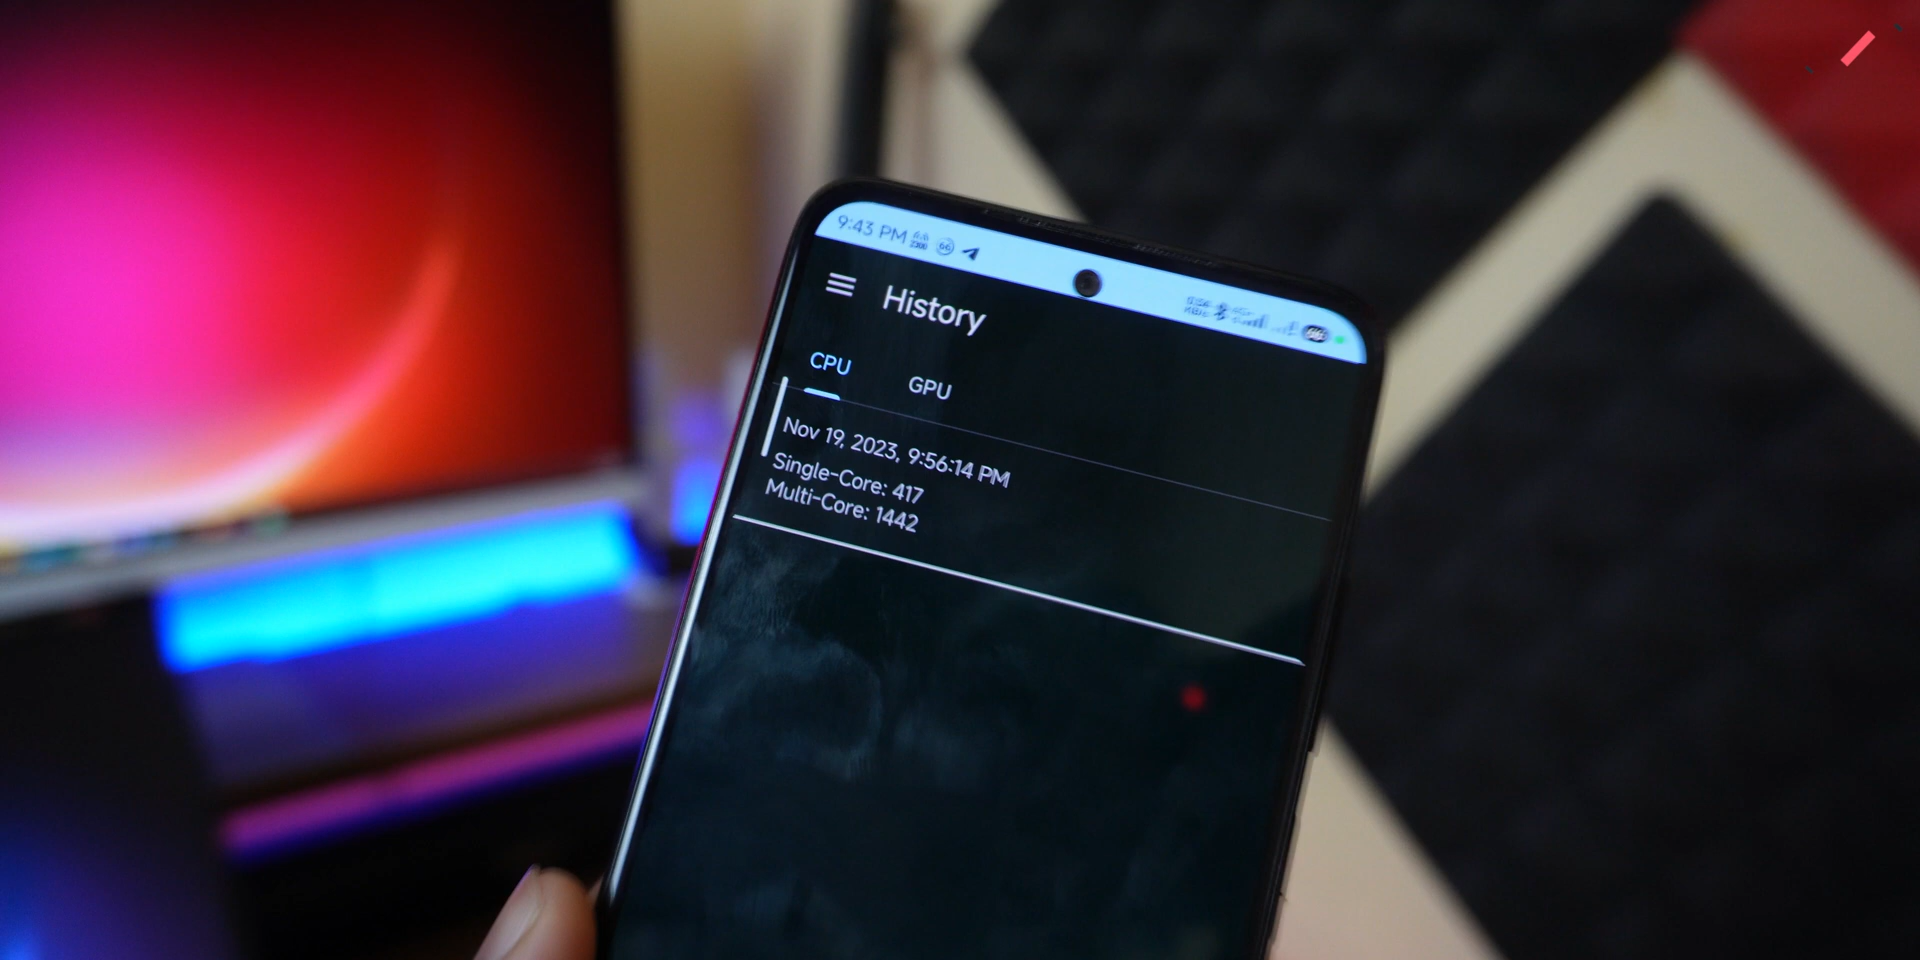 9:43 PM
History
CPU GPU
Nov 19, 2023, 9:56:14 PM
Single-Core: 417
Multi-Core: 1442